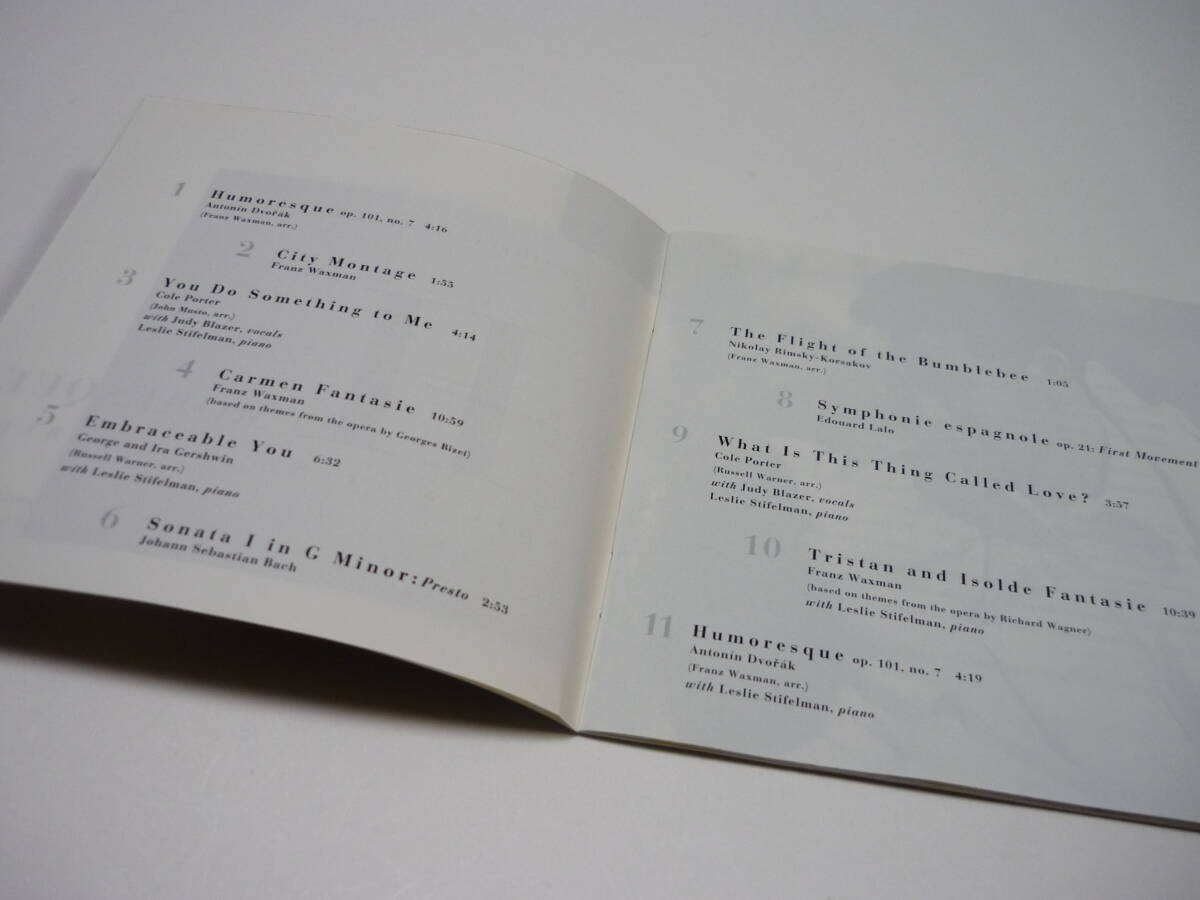 1 Humoresque op. 101, no. 7 4:16
Antonín Dvořák
(Franz Waxman, arr.)
2 City Montage 1:55
Franz Waxman
3 You Do Something to Me 4:14
Cole Porter
(John Musto, arr.)
with Judy Blazer, vocals
Leslie Stifelman, piano
4 Carmen Fantasie 10:59
Franz Waxman
(based on themes from the opera by Georges Bizet)
5 Embraceable You 6:32
George and Ira Gershwin
(Russell Warner, arr.)
with Leslie Stifelman, piano
6 Sonata I in G Minor: Presto 2:53
Johann Sebastian Bach
7 The Flight of the Bumblebee 1:05
Nikolay Rimsky-Korsakov
(Franz Waxman, arr.)
8 Symphonie espagnole op. 21: First Movement
Edouard Lalo
9 What Is This Thing Called Love? 3:57
Cole Porter
(Russell Warner, arr.)
with Judy Blazer, vocals
Leslie Stifelman, piano
10 Tristan and Isolde Fantasie 10:39
Franz Waxman
(based on themes from the opera by Richard Wagner)
with Leslie Stifelman, piano
11 Humoresque op. 101, no. 7 4:19
Antonín Dvořák
(Franz Waxman, arr.)
with Leslie Stifelman, piano